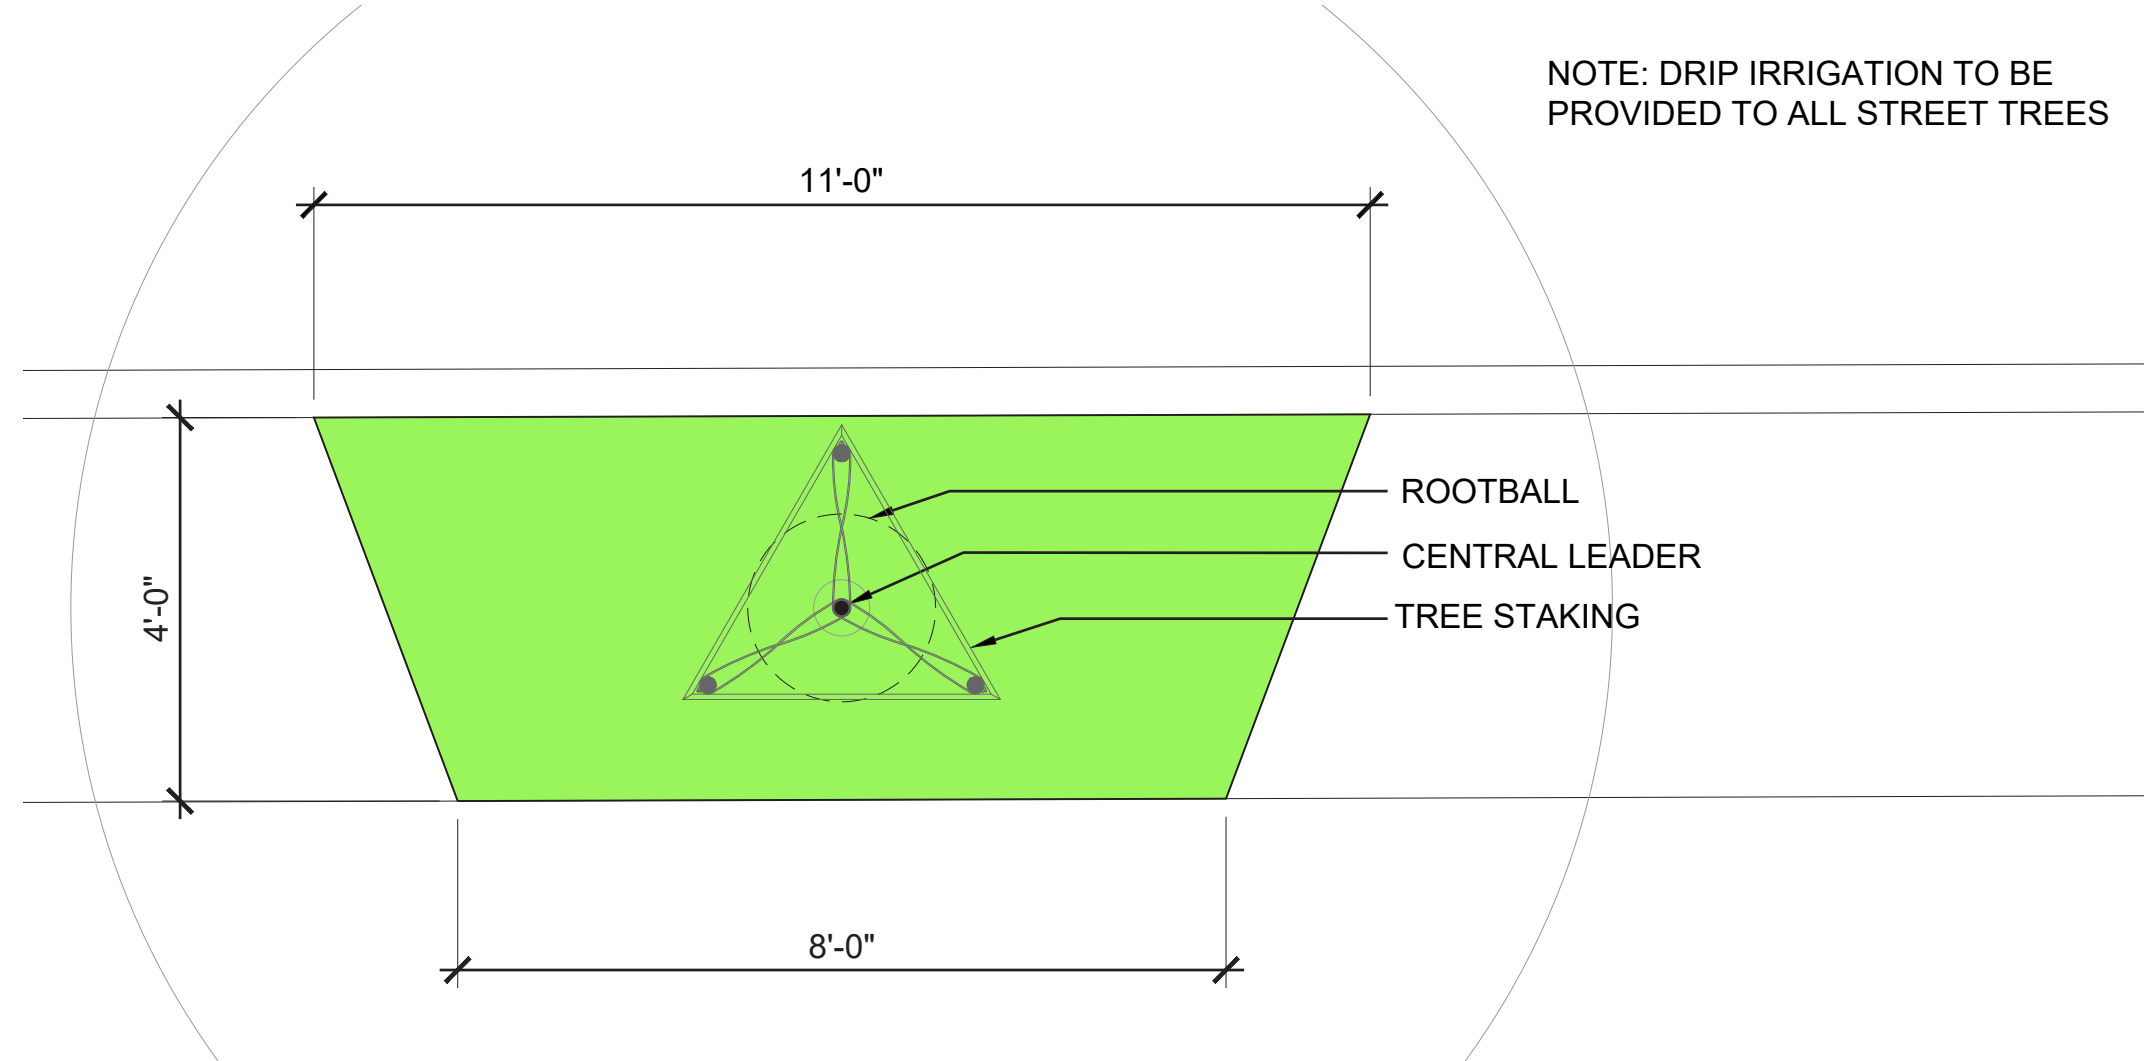 NOTE: DRIP IRRIGATION TO BE
PROVIDED TO ALL STREET TREES
11'-0"
ROOTBALL
CENTRAL LEADER
4'-0"
TREE STAKING
8'-0"